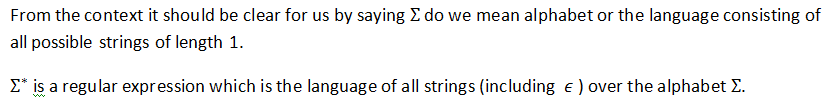 From the context it should be clear for us by saying Σ do we mean alphabet or the language consisting of
all possible strings of length 1.
Σ* is a regular expression which is the language of all strings (including ϵ ) over the alphabet Σ.